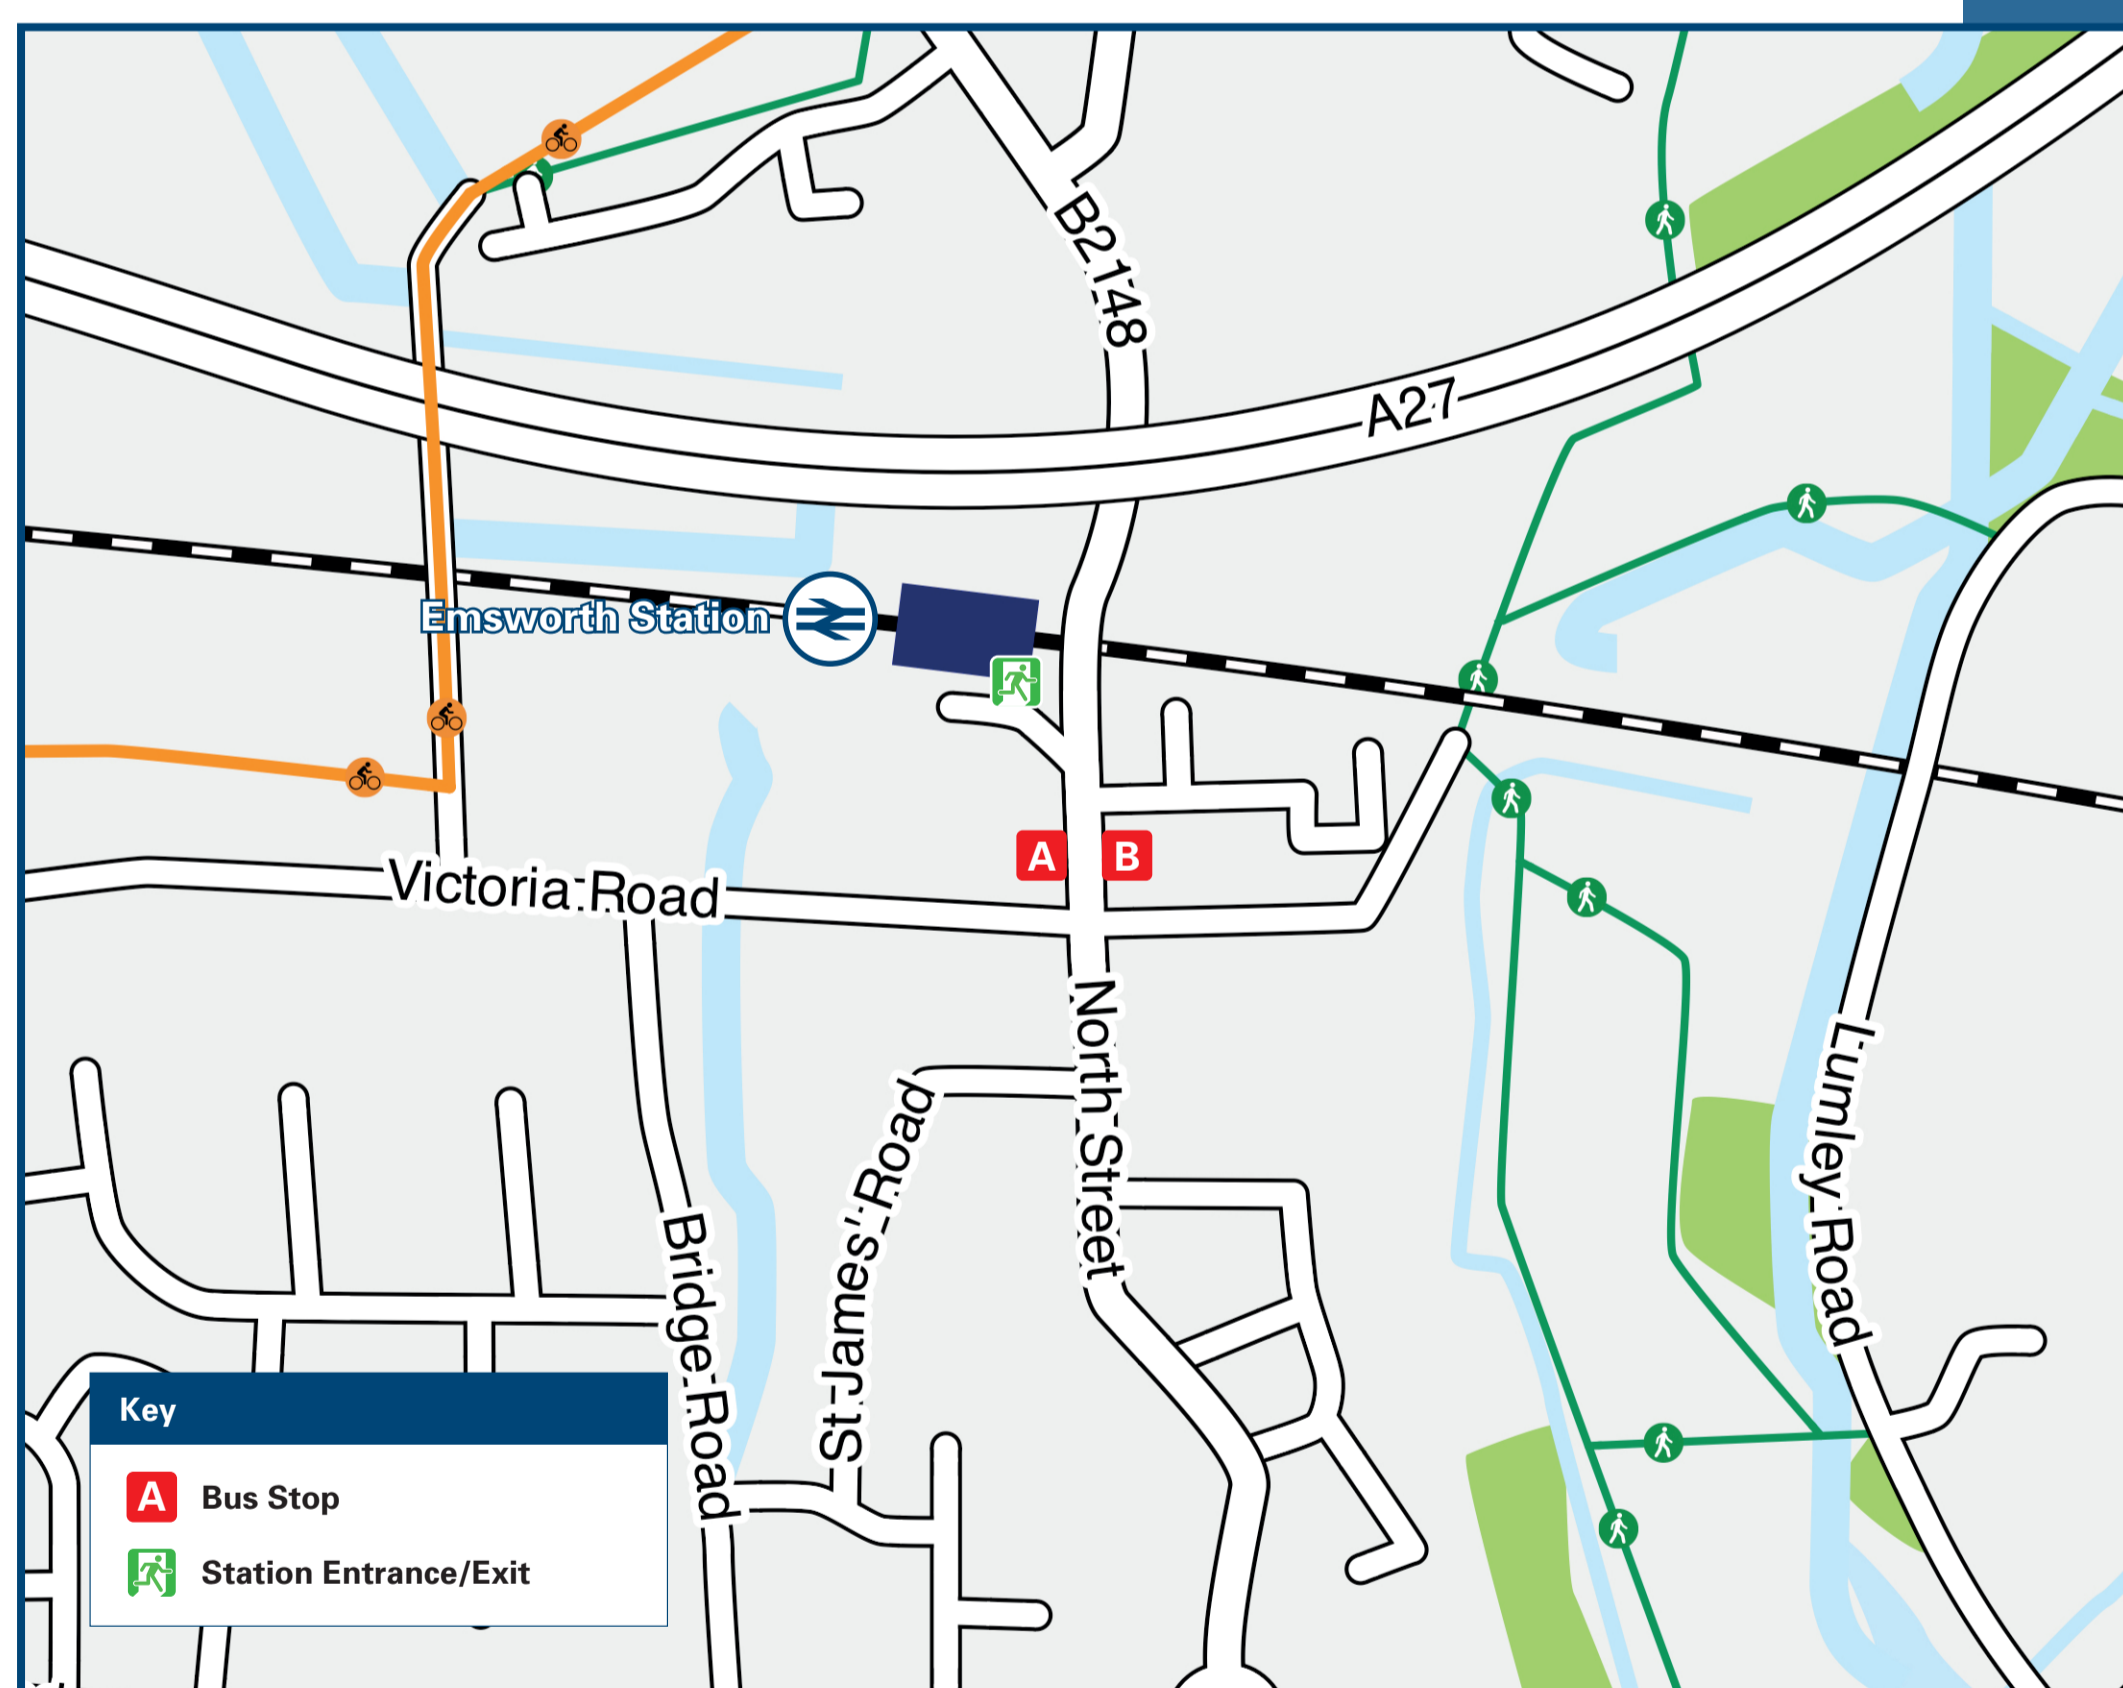 B2148
A27
Emsworth Station
A
B
Victoria Road
North Street
St James' Road
Lumley Road
Bridge Road
Key
A
Bus Stop
Station Entrance/Exit